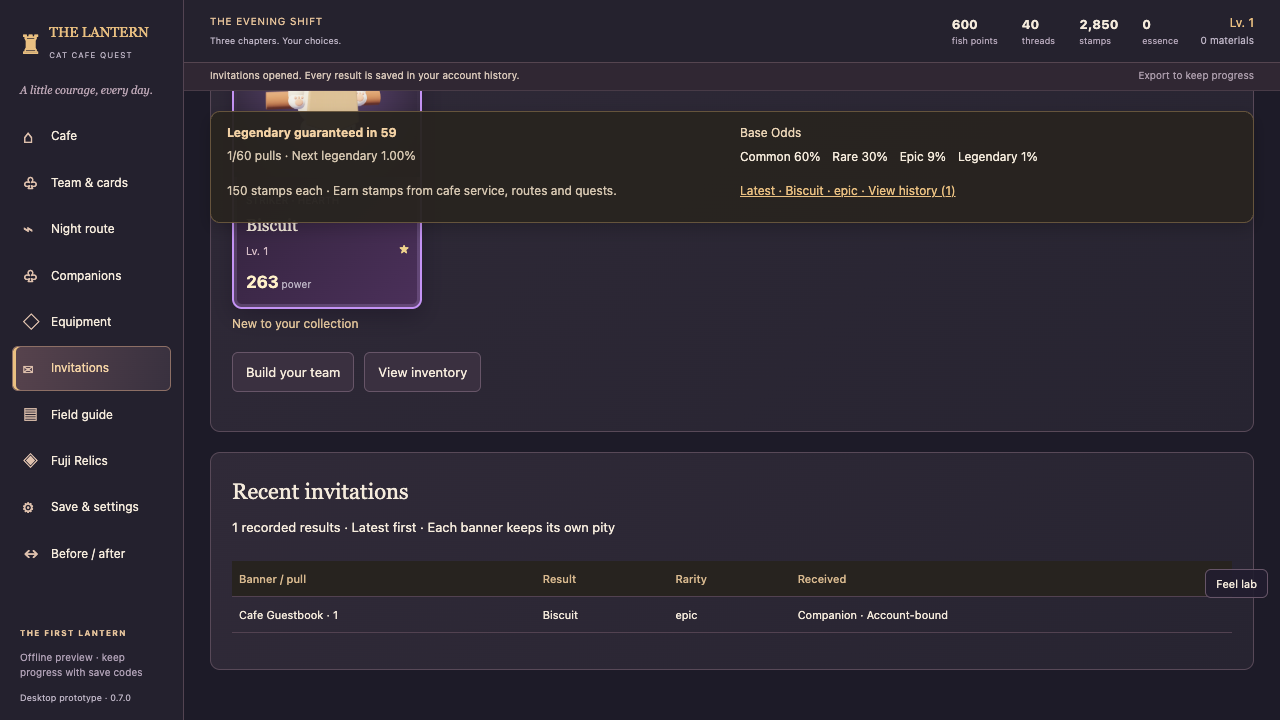 THE LANTERN
CAT CAFE QUEST
A little courage, every day.
Cafe
Team & cards
Night route
Companions
Equipment
Invitations
Field guide
Fuji Relics
Save & settings
Before / after
THE FIRST LANTERN
Offline preview · keep
progress with save codes
Desktop prototype · 0.7.0
THE EVENING SHIFT
Three chapters. Your choices.
600
fish points
40
threads
2,850
stamps
0
essence
Lv. 1
0 materials
Invitations opened. Every result is saved in your account history.
Export to keep progress
Legendary guaranteed in 59
1/60 pulls · Next legendary 1.00%
150 stamps each · Earn stamps from cafe service, routes and quests.
Base Odds
Common 60% Rare 30% Epic 9% Legendary 1%
Latest · Biscuit · epic · View history (1)
Biscuit
Lv. 1
263 power
New to your collection
Build your team
View inventory
Recent invitations
1 recorded results · Latest first · Each banner keeps its own pity
Banner / pull Result Rarity Received
Cafe Guestbook · 1 Biscuit epic Companion · Account-bound
Feel lab